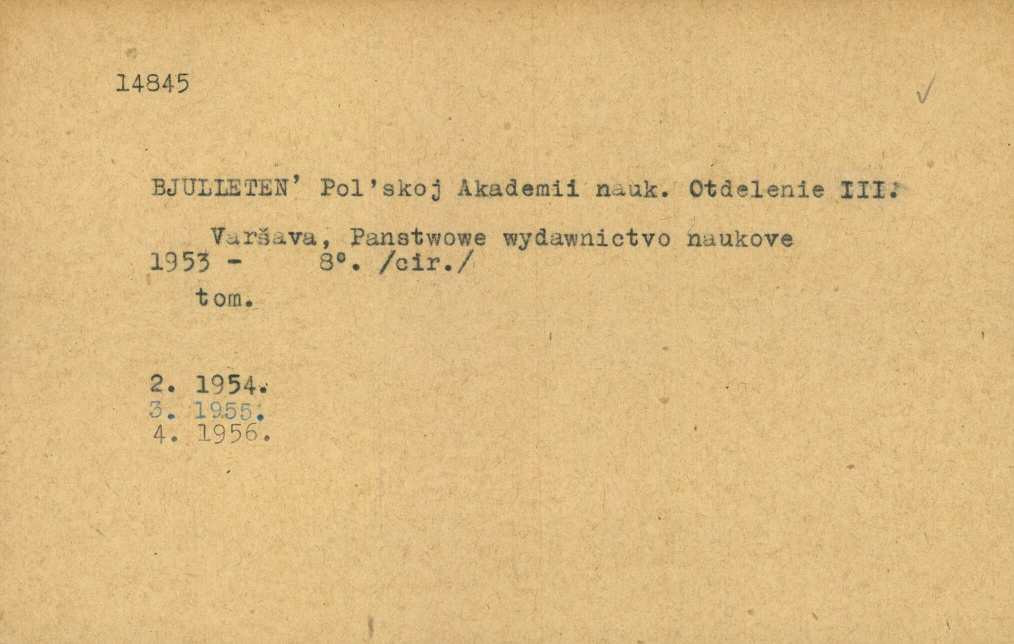 14845
BJULLETEN' Pol'skoj Akademii nauk. Otdelenie III.
Varšava, Panstwowe wydawnictvo naukove
1953 - 8°. /cir./
tom.
2. 1954.
3. 1955.
4. 1956.